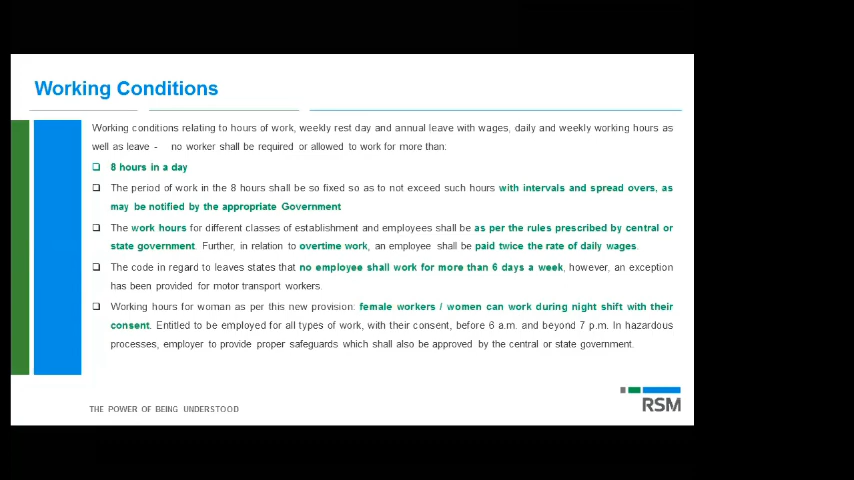 Working Conditions
Working conditions relating to hours of work, weekly rest day and annual leave with wages, daily and weekly working hours as
well as leave - no worker shall be required or allowed to work for more than:
8 hours in a day
The period of work in the 8 hours shall be so fixed so as to not exceed such hours with intervals and spread overs, as
may be notified by the appropriate Government
The work hours for different classes of establishment and employees shall be as per the rules prescribed by central or
state government. Further, in relation to overtime work, an employee shall be paid twice the rate of daily wages.
The code in regard to leaves states that no employee shall work for more than 6 days a week, however, an exception
has been provided for motor transport workers.
Working hours for woman as per this new provision: female workers / women can work during night shift with their
consent. Entitled to be employed for all types of work, with their consent, before 6 a.m. and beyond 7 p.m. In hazardous
processes, employer to provide proper safeguards which shall also be approved by the central or state government.
THE POWER OF BEING UNDERSTOOD
RSM